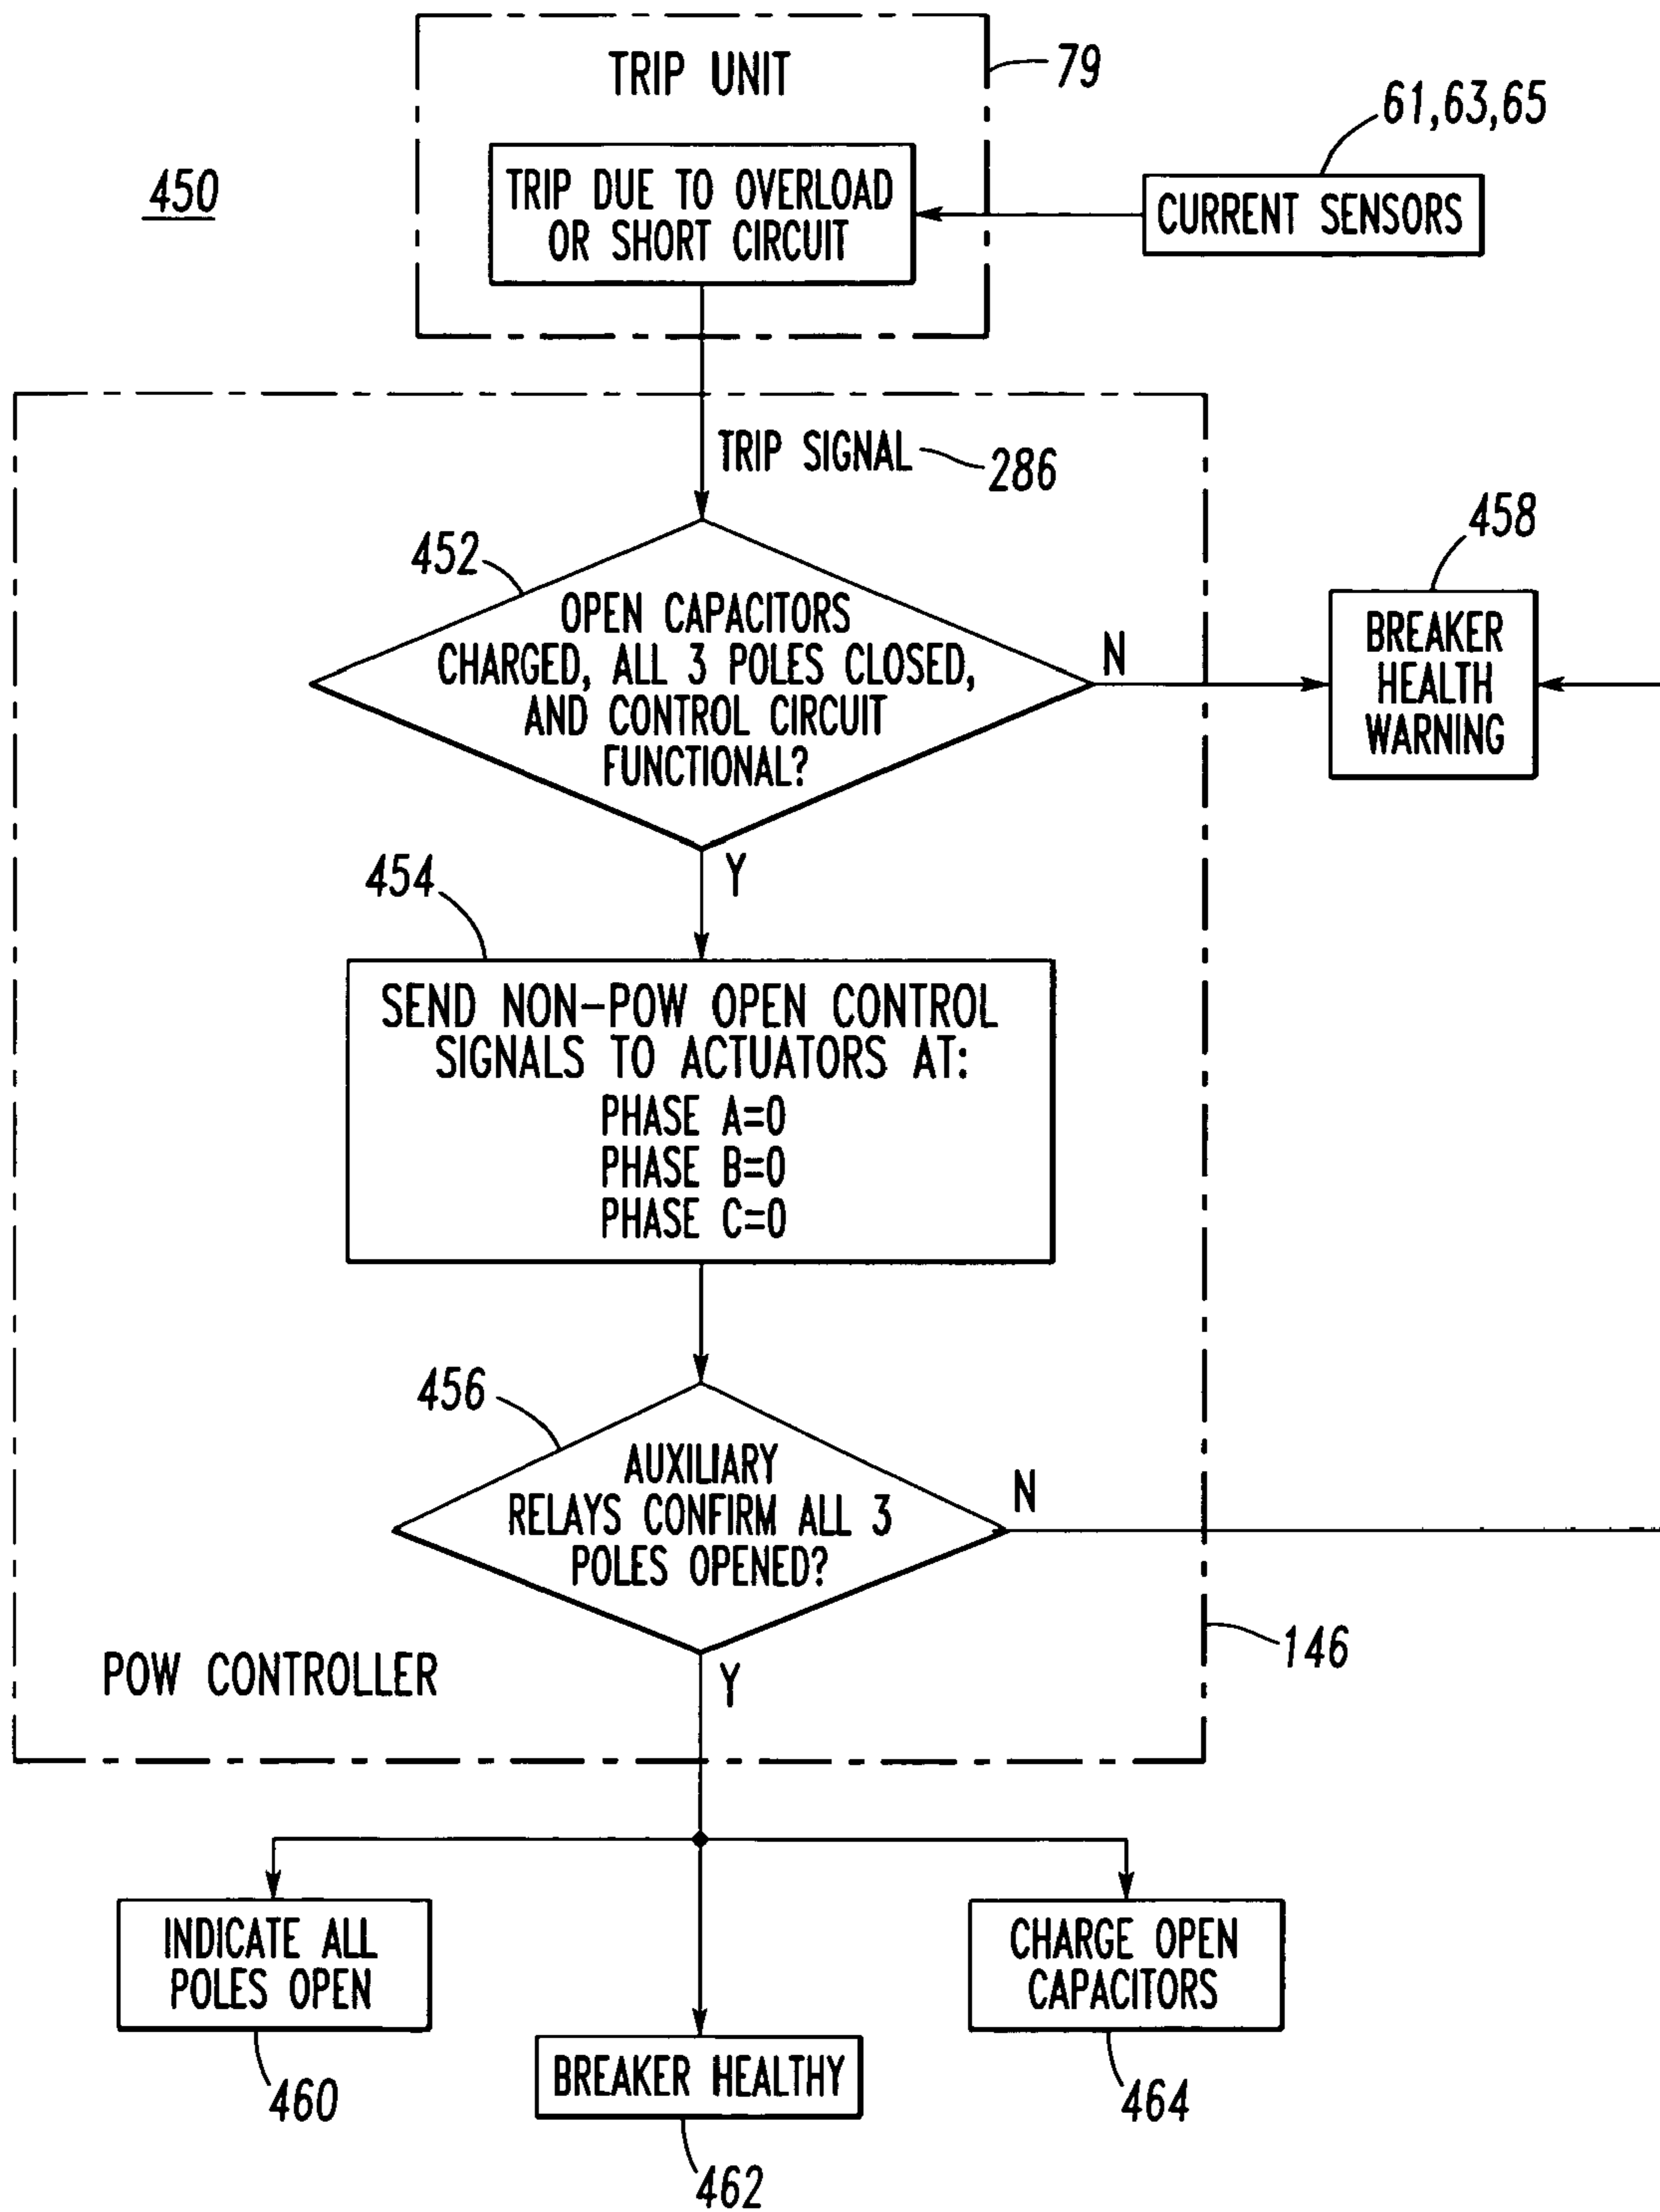 TRIP UNIT
79
61,63,65
450
TRIP DUE TO OVERLOAD
OR SHORT CIRCUIT
CURRENT SENSORS
TRIP SIGNAL
286
452
458
OPEN CAPACITORS
CHARGED, ALL 3 POLES CLOSED,
AND CONTROL CIRCUIT
FUNCTIONAL?
N
BREAKER
HEALTH
WARNING
Y
454
SEND NON-POW OPEN CONTROL
SIGNALS TO ACTUATORS AT:
PHASE A=0
PHASE B=0
PHASE C=0
456
AUXILIARY
RELAYS CONFIRM ALL 3
POLES OPENED?
N
146
POW CONTROLLER
Y
INDICATE ALL
POLES OPEN
CHARGE OPEN
CAPACITORS
BREAKER HEALTHY
460
464
462